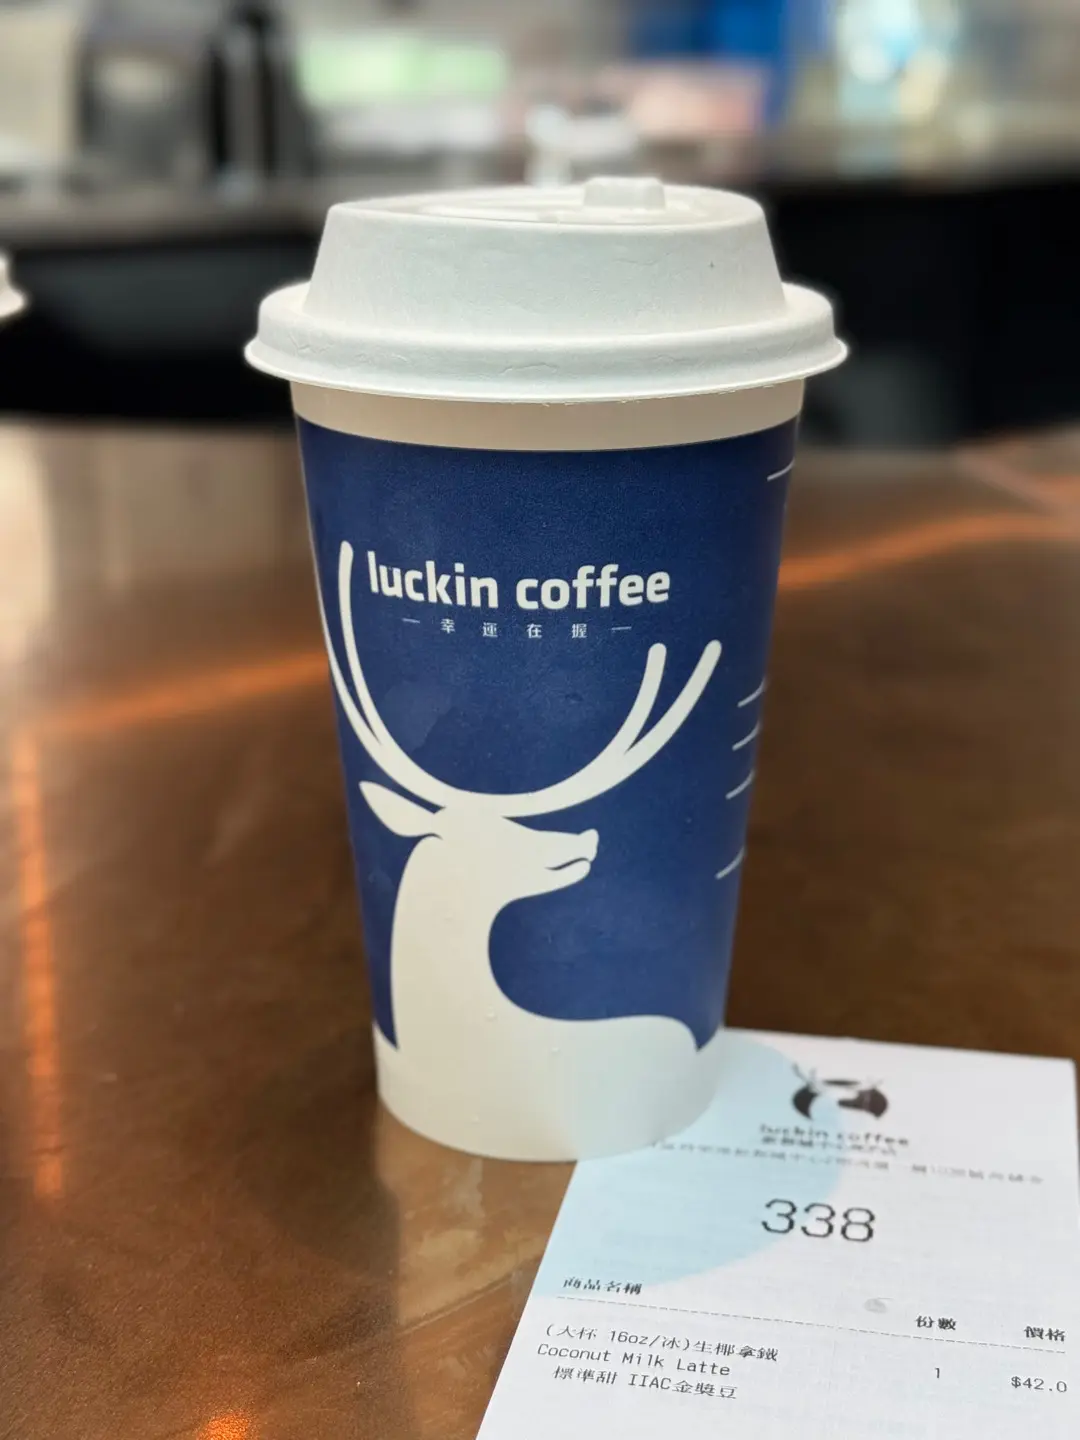 luckin coffee
— 幸運在握 —
luckin coffee
338
商品名稱 份數 價格
(大杯 16oz/冰)生椰拿鐵
Coconut Milk Latte 1 $42.0
標準甜 IIAC金獎豆